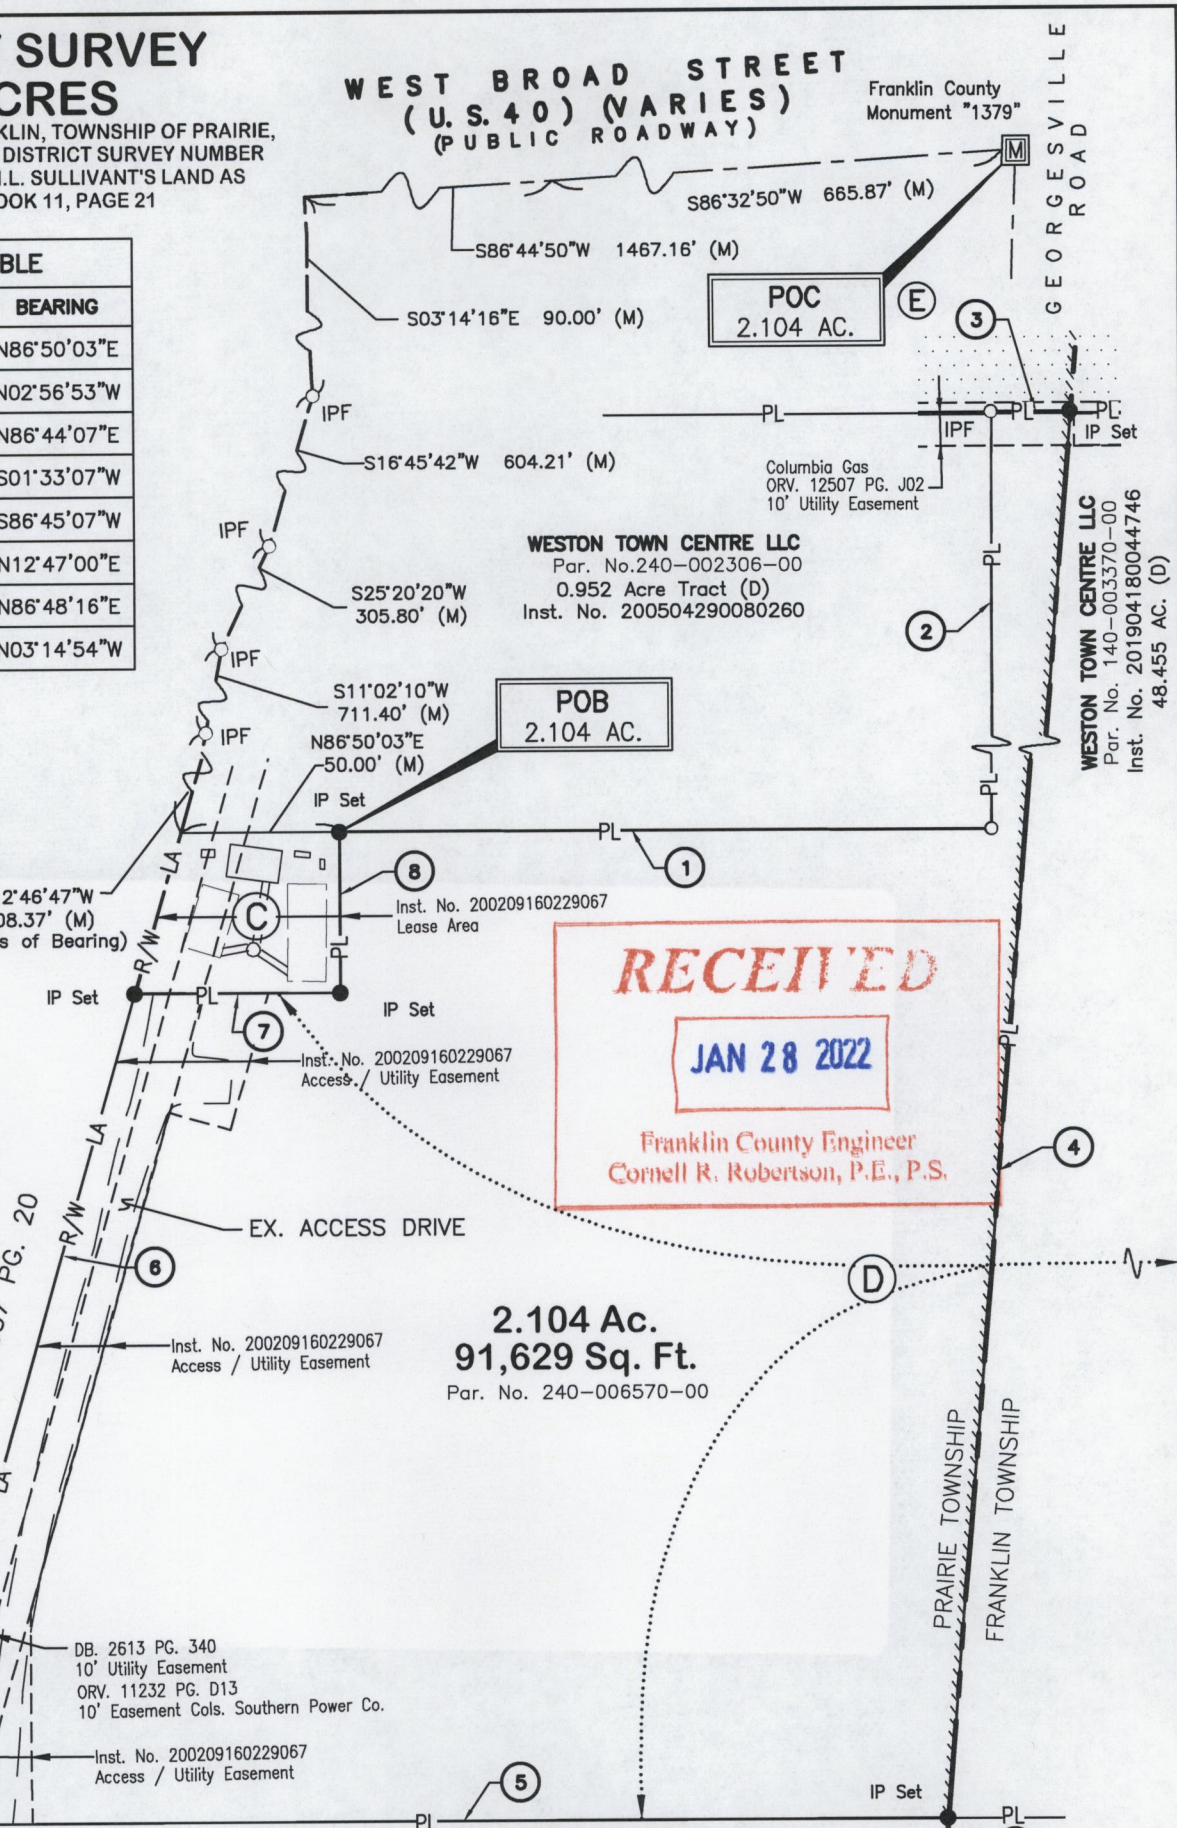 SURVEY
CRES
KLIN, TOWNSHIP OF PRAIRIE,
DISTRICT SURVEY NUMBER
.L. SULLIVANT'S LAND AS
OOK 11, PAGE 21
BLE
BEARING
N86°50'03"E
N02°56'53"W
N86°44'07"E
S01°33'07"W
S86°45'07"W
N12°47'00"E
N86°48'16"E
N03°14'54"W
WEST BROAD STREET
(U.S.40) (VARIES)
(PUBLIC ROADWAY)
Franklin County
Monument "1379"
M
GEORGESVILLE
ROAD
S86°32'50"W 665.87' (M)
S86°44'50"W 1467.16' (M)
POC
2.104 AC.
E
3
S03°14'16"E 90.00' (M)
IPF
PL
IPF
PL
PL
IP Set
S16°45'42"W 604.21' (M)
Columbia Gas
ORV. 12507 PG. J02
10' Utility Easement
IPF
WESTON TOWN CENTRE LLC
Par. No.240-002306-00
0.952 Acre Tract (D)
Inst. No. 200504290080260
PL
WESTON TOWN CENTRE LLC
Par. No. 140-003370-00
Inst. No. 201904180044746
48.455 AC. (D)
S25°20'20"W
305.80' (M)
2
IPF
S11°02'10"W
711.40' (M)
POB
2.104 AC.
IPF
N86°50'03"E
50.00' (M)
PL
IP Set
PL
1
LA
8
2°46'47"W
08.37' (M)
s of Bearing)
C
Inst. No. 200209160229067
Lease Area
R/W
PL
RECEIVED
JAN 28 2022
Franklin County Engineer
Cornell R. Robertson, P.E., P.S.
IP Set
PL
IP Set
7
PL
Inst. No. 200209160229067
Access / Utility Easement
LA
4
R/W
PG. 20
EX. ACCESS DRIVE
6
D
2.104 Ac.
91,629 Sq. Ft.
Par. No. 240-006570-00
Inst. No. 200209160229067
Access / Utility Easement
PRAIRIE TOWNSHIP
FRANKLIN TOWNSHIP
LA
DB. 2613 PG. 340
10' Utility Easement
ORV. 11232 PG. D13
10' Easement Cols. Southern Power Co.
Inst. No. 200209160229067
Access / Utility Easement
5
IP Set
PL
PL